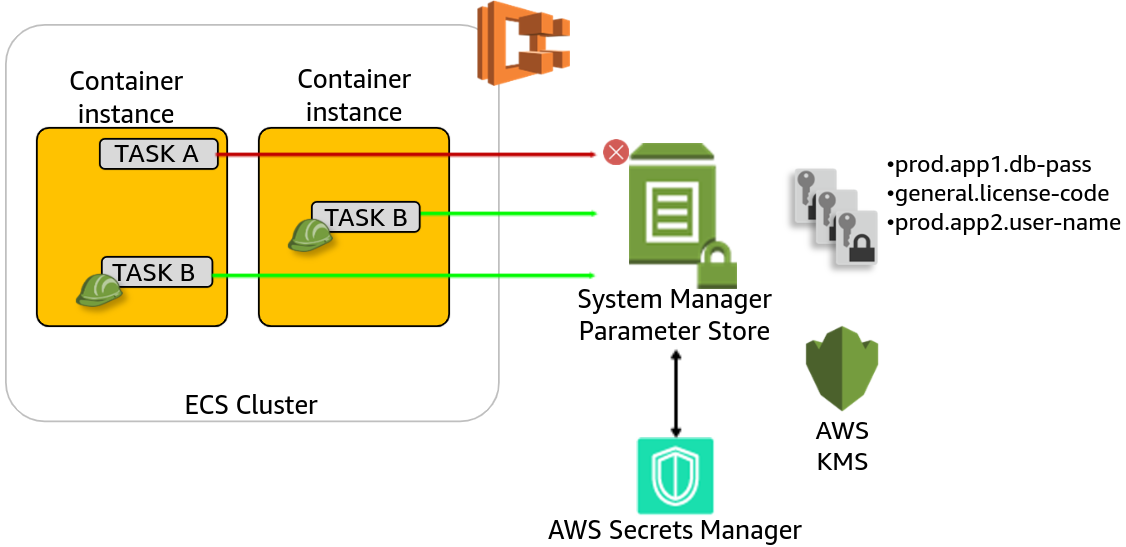 Container
instance
Container
instance
TASK A
TASK B
TASK B
ECS Cluster
System Manager
Parameter Store
•prod.app1.db-pass
•general.license-code
•prod.app2.user-name
AWS
KMS
AWS Secrets Manager